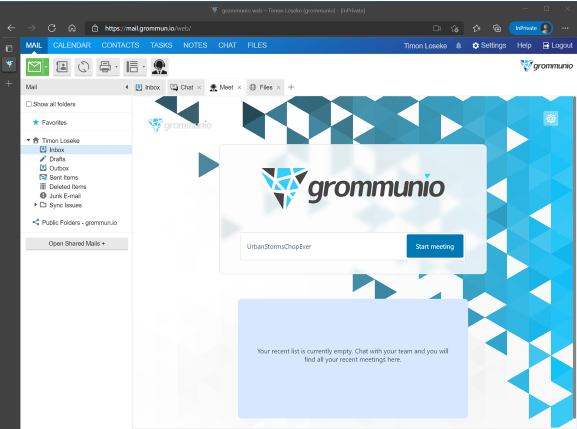 grommunio web – Timon Loseke (grommunio) - [InPrivate]
https://mail.grommun.io/web/
InPrivate
MAIL CALENDAR CONTACTS TASKS NOTES CHAT FILES
Timon Loseke Settings Help Logout
grommunio
Mail
Inbox × Chat × Meet × Files × +
Show all folders
Favorites
Timon Loseke
Inbox
Drafts
Outbox
Sent Items
Deleted Items
Junk E-mail
Sync Issues
Public Folders - grommun.io
Open Shared Mails +
grommunio
grommunio
UrbanStormsChopEver
Start meeting
Your recent list is currently empty. Chat with your team and you will
find all your recent meetings here.